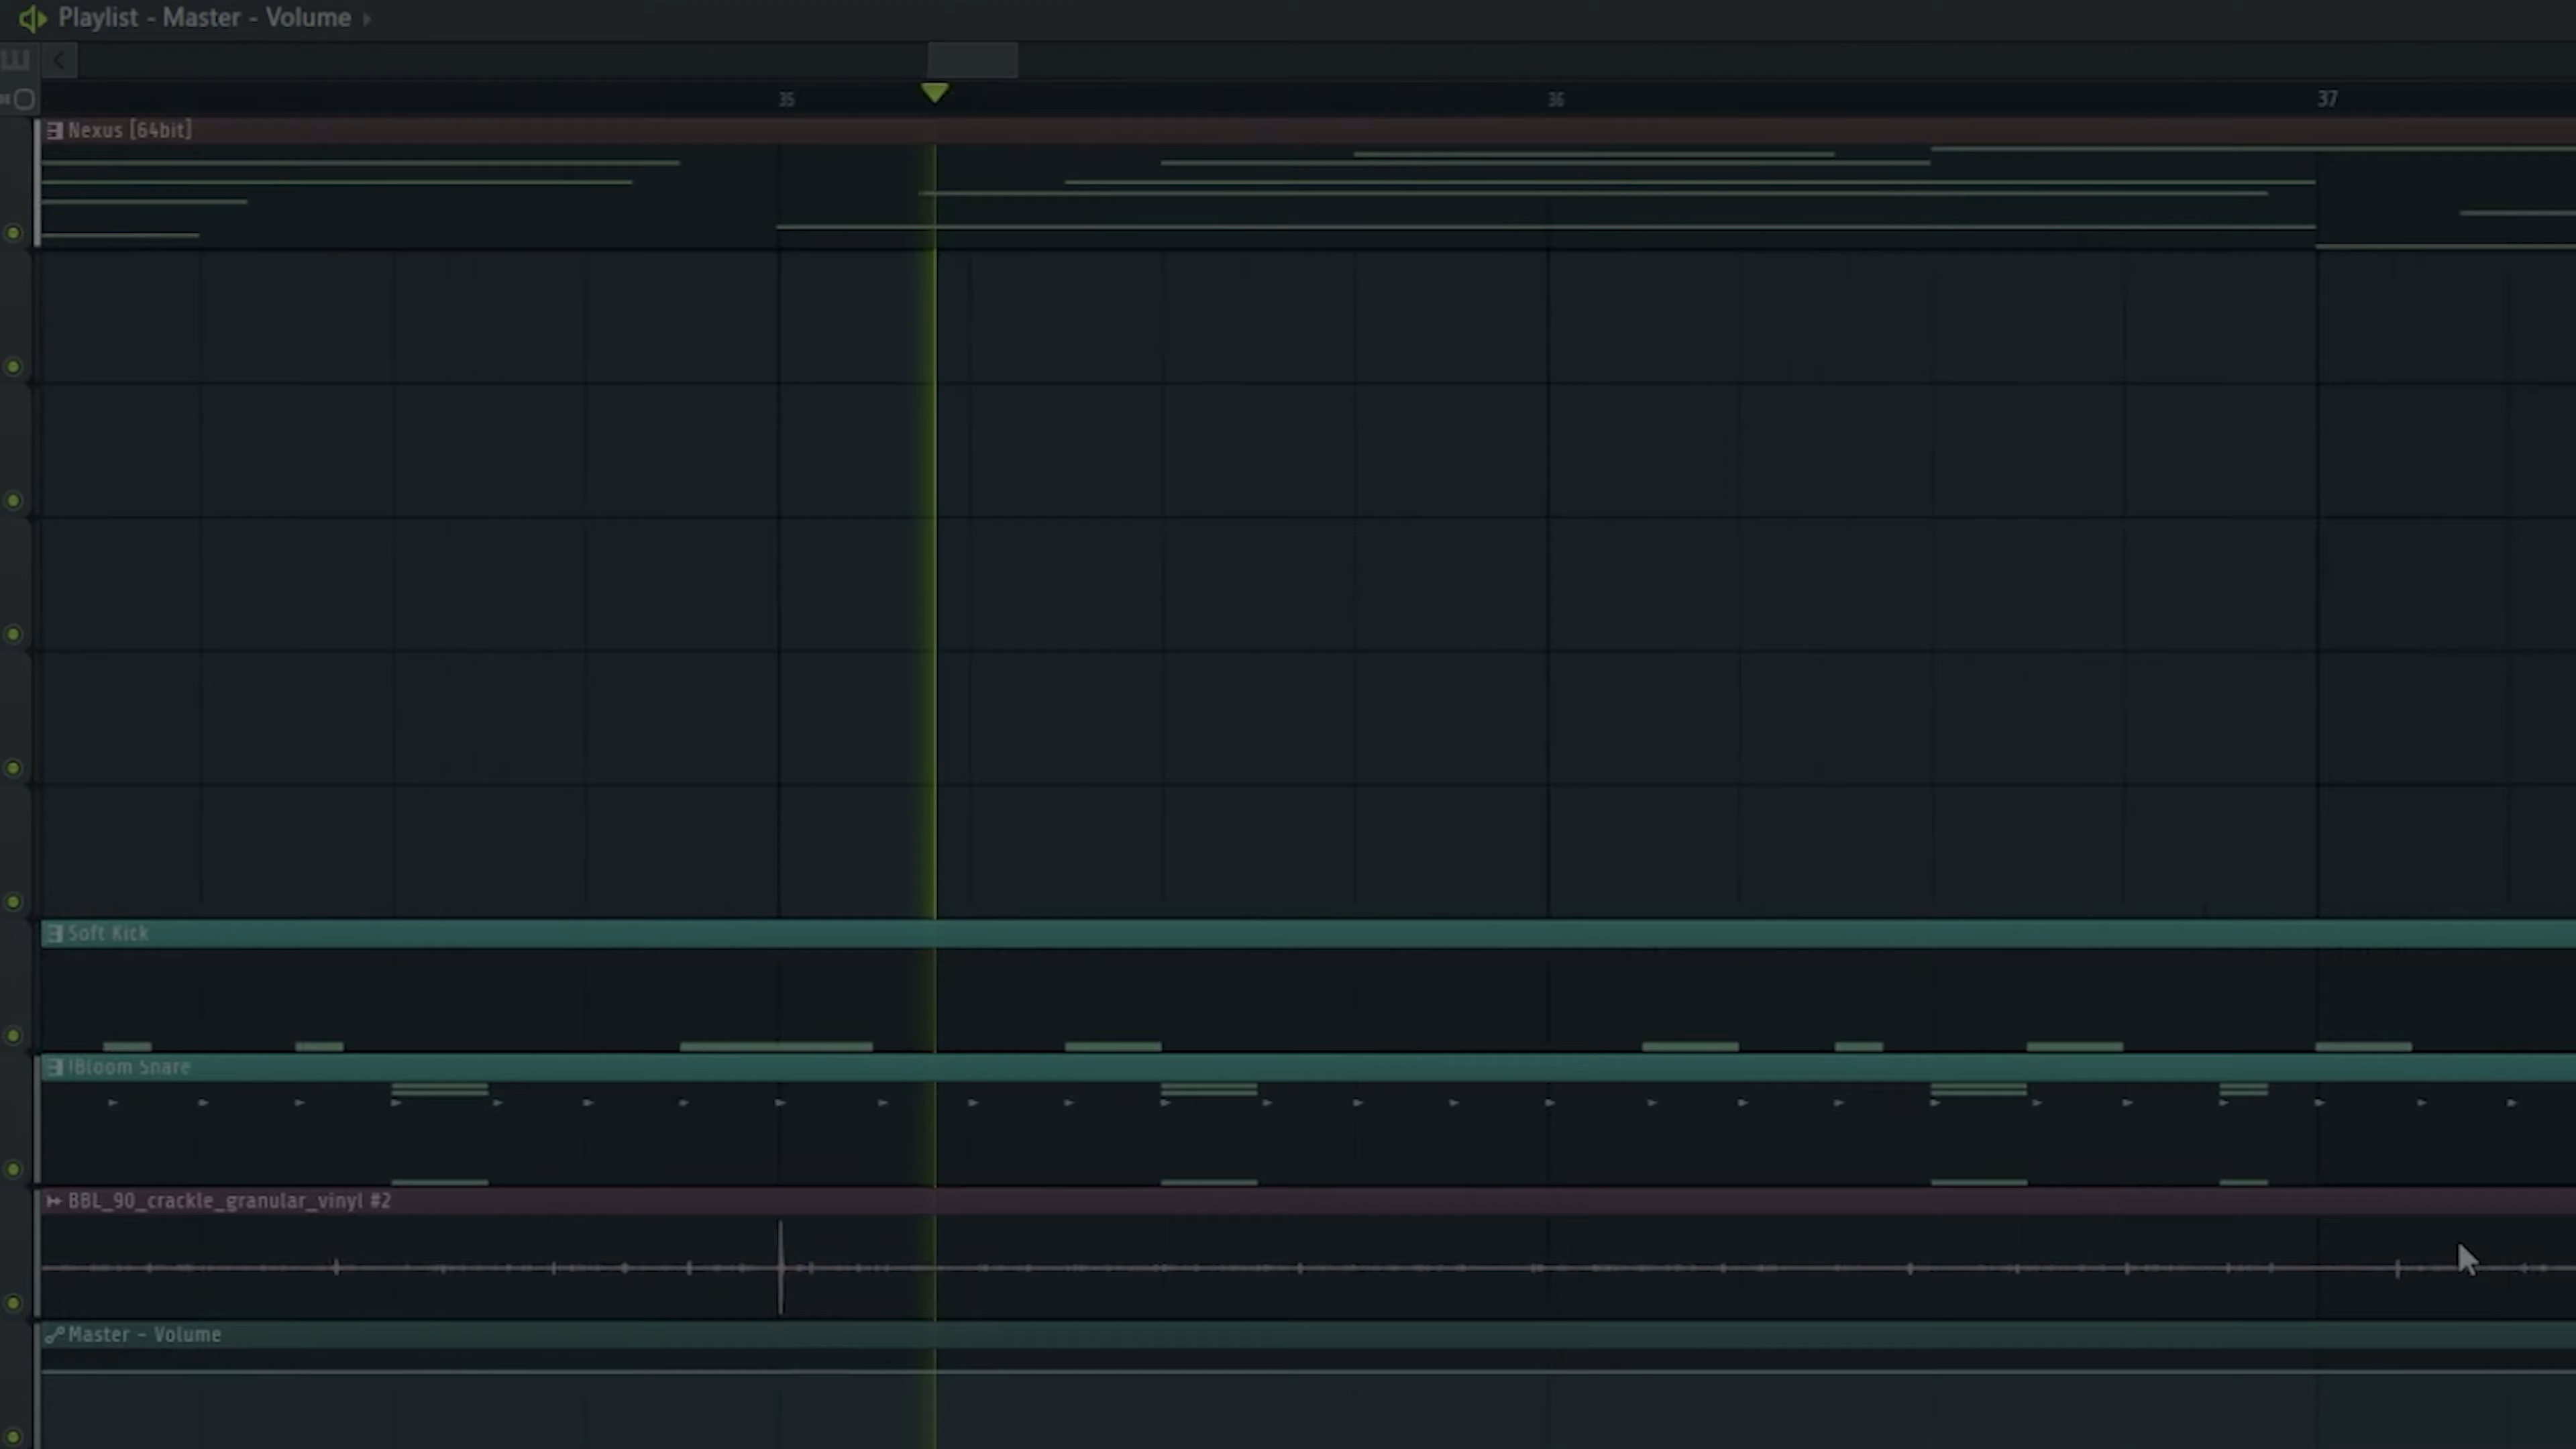 Playlist - Master - Volume
35 36 37
Nexus [64bit]
Soft Kick
!Bloom Snare
BBL_90_crackle_granular_vinyl #2
Master - Volume